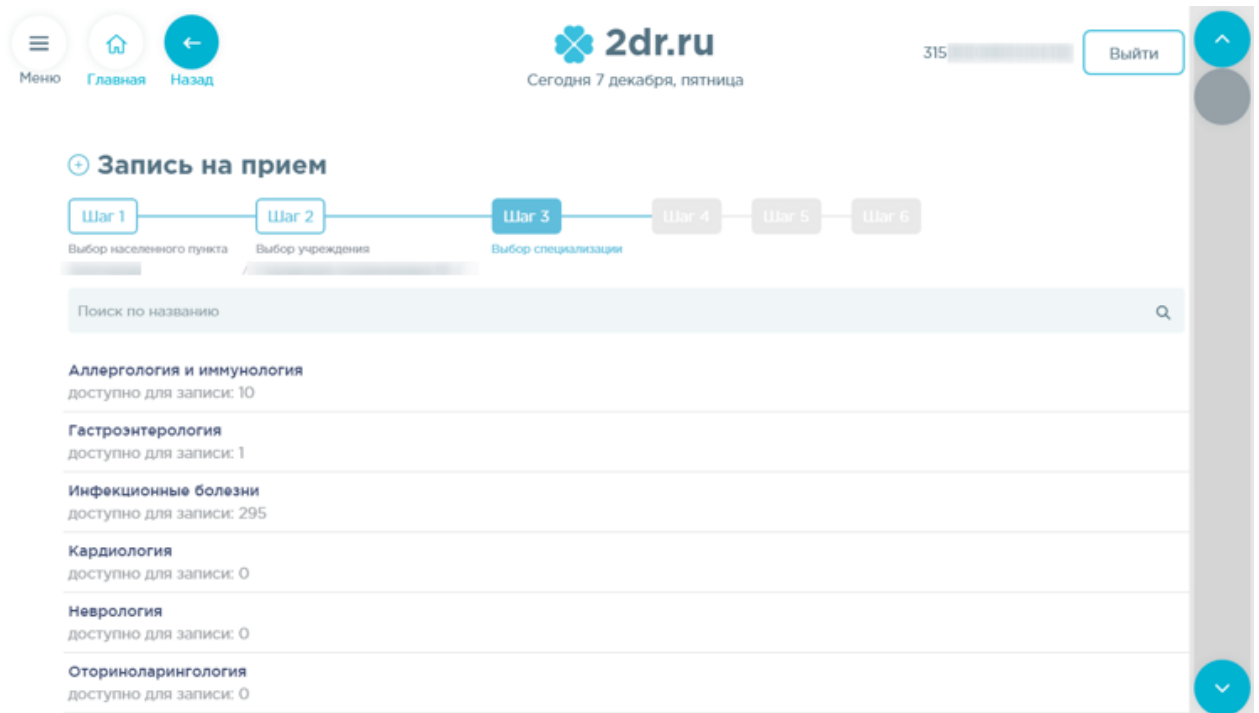 2dr.ru
315
Выйти
Меню
Главная
Назад
Сегодня 7 декабря, пятница
Запись на прием
Шаг 1
Шаг 2
Шаг 3
Шаг 4
Шаг 5
Шаг 6
Выбор населенного пункта
Выбор учреждения
Выбор специализации
Поиск по названию
Аллергология и иммунология
доступно для записи: 10
Гастроэнтерология
доступно для записи: 1
Инфекционные болезни
доступно для записи: 295
Кардиология
доступно для записи: 0
Неврология
доступно для записи: 0
Оториноларингология
доступно для записи: 0